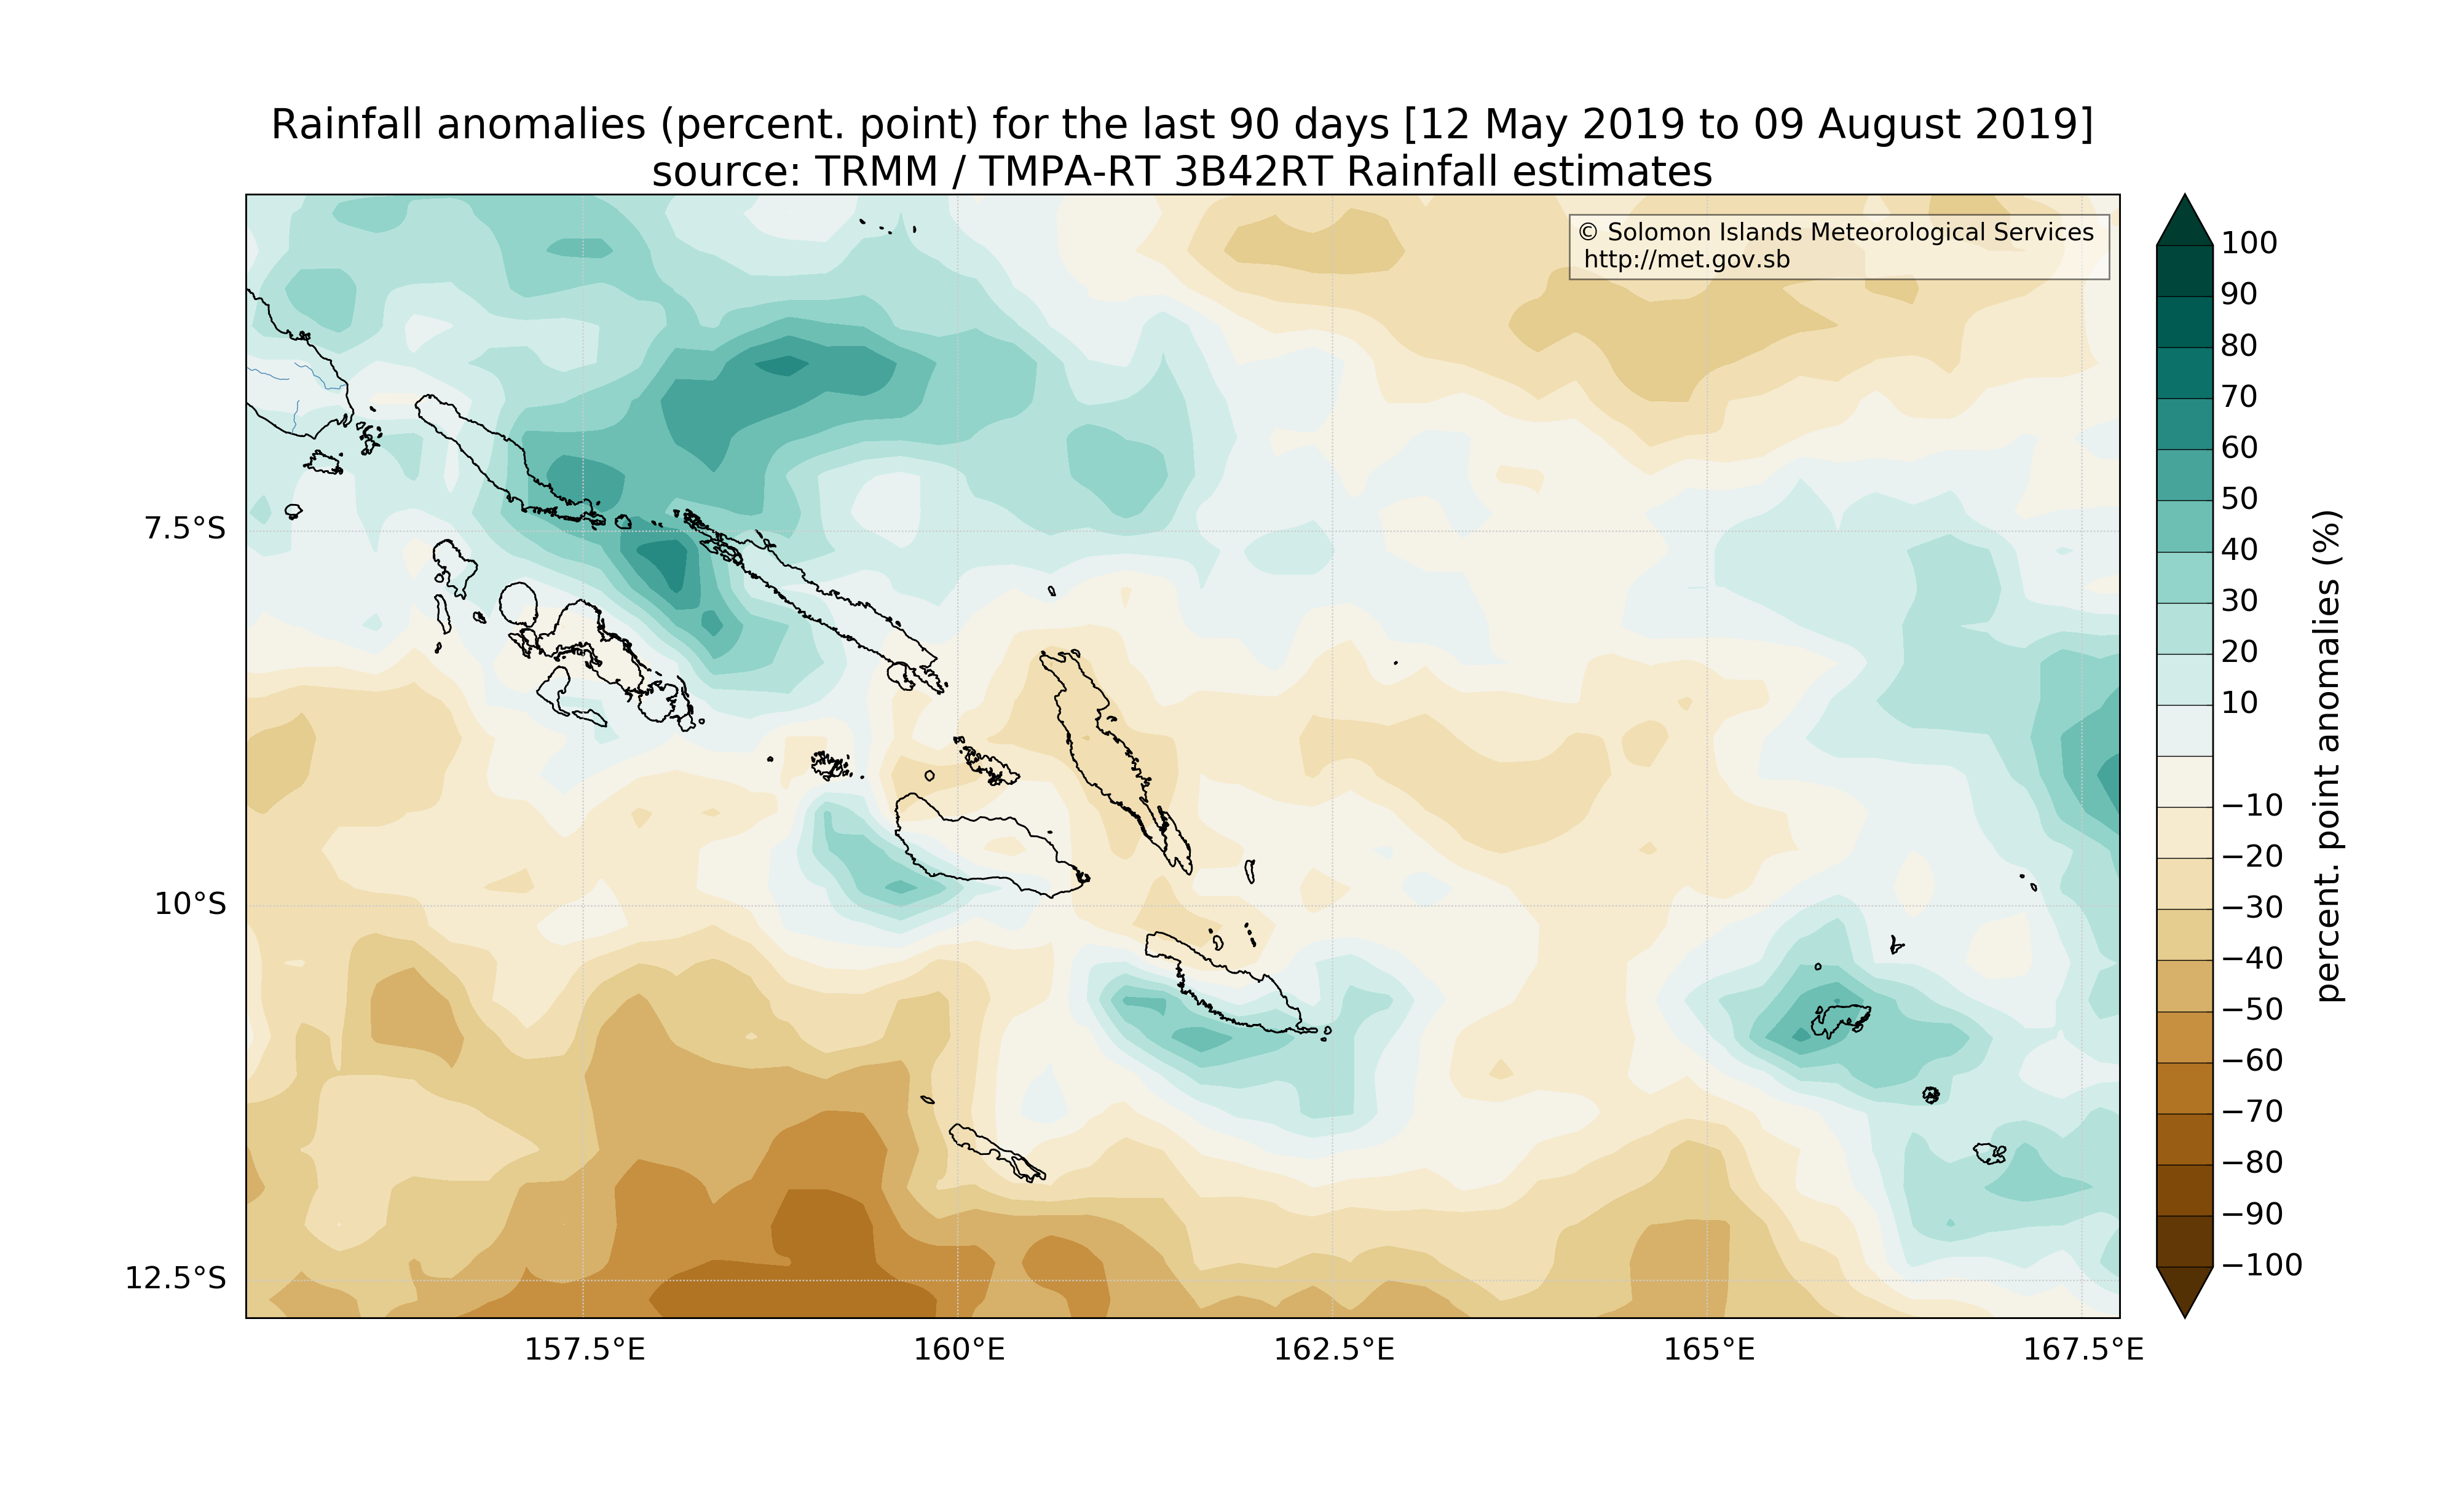 Rainfall anomalies (percent. point) for the last 90 days [12 May 2019 to 09 August 2019]
source: TRMM / TMPA-RT 3B42RT Rainfall estimates
© Solomon Islands Meteorological Services
http://met.gov.sb
7.5°S
10°S
12.5°S
157.5°E
160°E
162.5°E
165°E
167.5°E
100
90
80
70
60
50
40
30
20
10
−10
−20
−30
−40
−50
−60
−70
−80
−90
−100
percent. point anomalies (%)